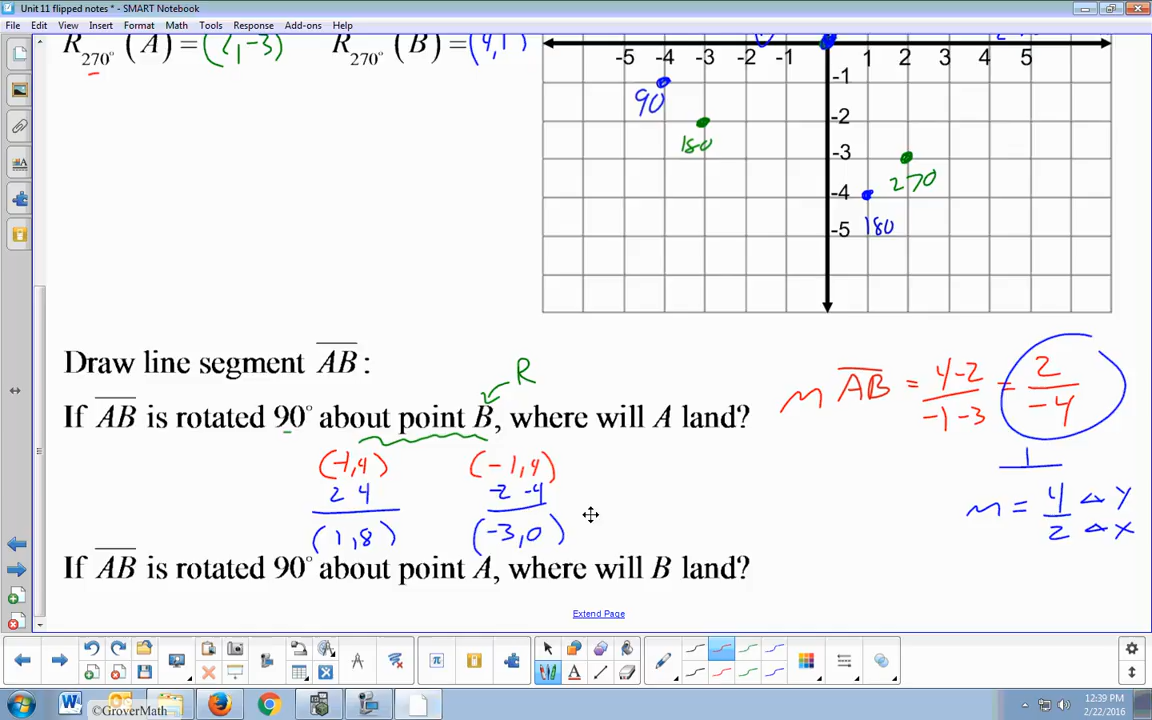 Unit 11 flipped notes * - SMART Notebook
File Edit View Insert Format Math Tools Response Add-ons Help
R270° (A) = (2,-3) R270° (B) = (4,1)
-5 -4 -3 -2 -1 1 2 3 4 5
-1
90
-2
180
-3
270
-4
180
-5
Draw line segment AB:
R
m AB = 4-2 / -1-3 = 2 / -4
If AB is rotated 90° about point B, where will A land?
(-1,4) (-1,4)
2 4 -2 -4
(1,8) (-3,0)
⊥
m = 4 ΔY / 2 ΔX
If AB is rotated 90° about point A, where will B land?
Extend Page
©GroverMath
12:39 PM
2/22/2016